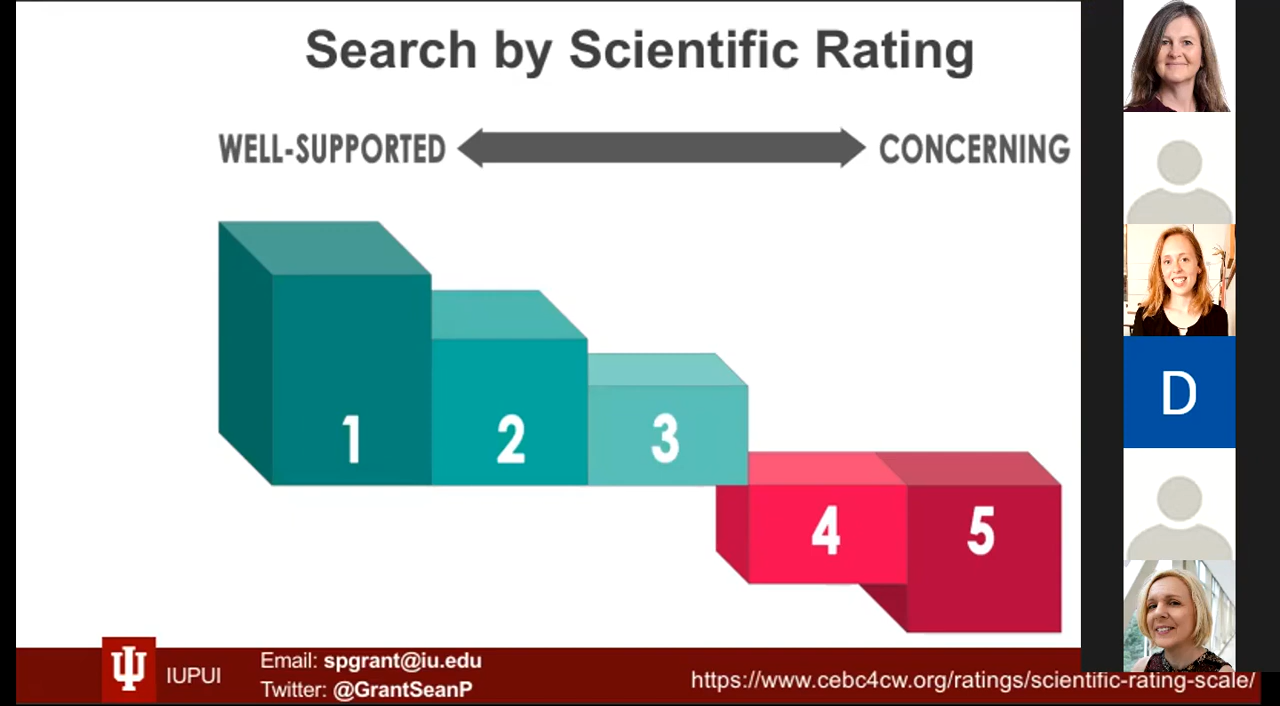 Search by Scientific Rating
WELL-SUPPORTED CONCERNING
1
2
3
4
5
D
IUPUI
Email: spgrant@iu.edu
Twitter: @GrantSeanP
https://www.cebc4cw.org/ratings/scientific-rating-scale/